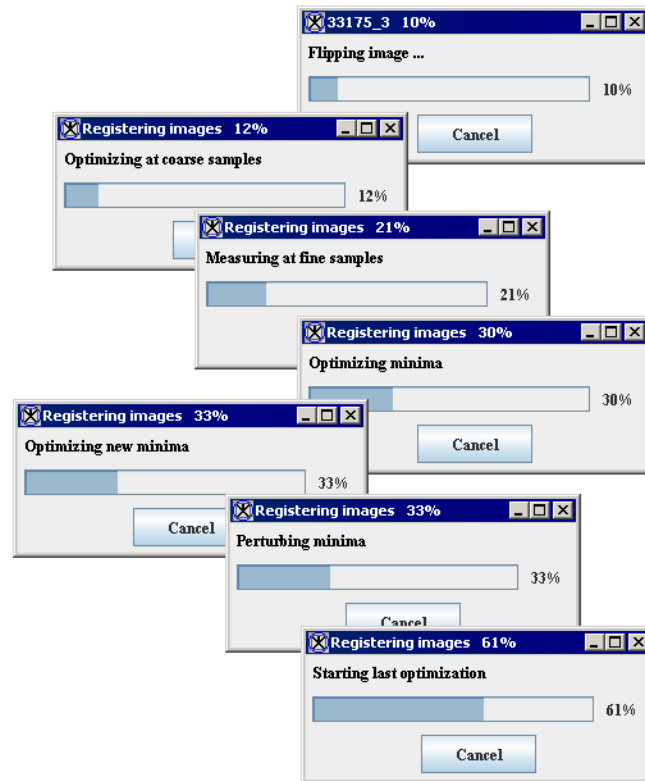 33175_3 10%
Flipping image ...
10%
Cancel
Registering images 12%
Optimizing at coarse samples
12%
Registering images 21%
Measuring at fine samples
21%
Registering images 30%
Optimizing minima
30%
Cancel
Registering images 33%
Optimizing new minima
33%
Cancel
Registering images 33%
Perturbing minima
33%
Cancel
Registering images 61%
Starting last optimization
61%
Cancel